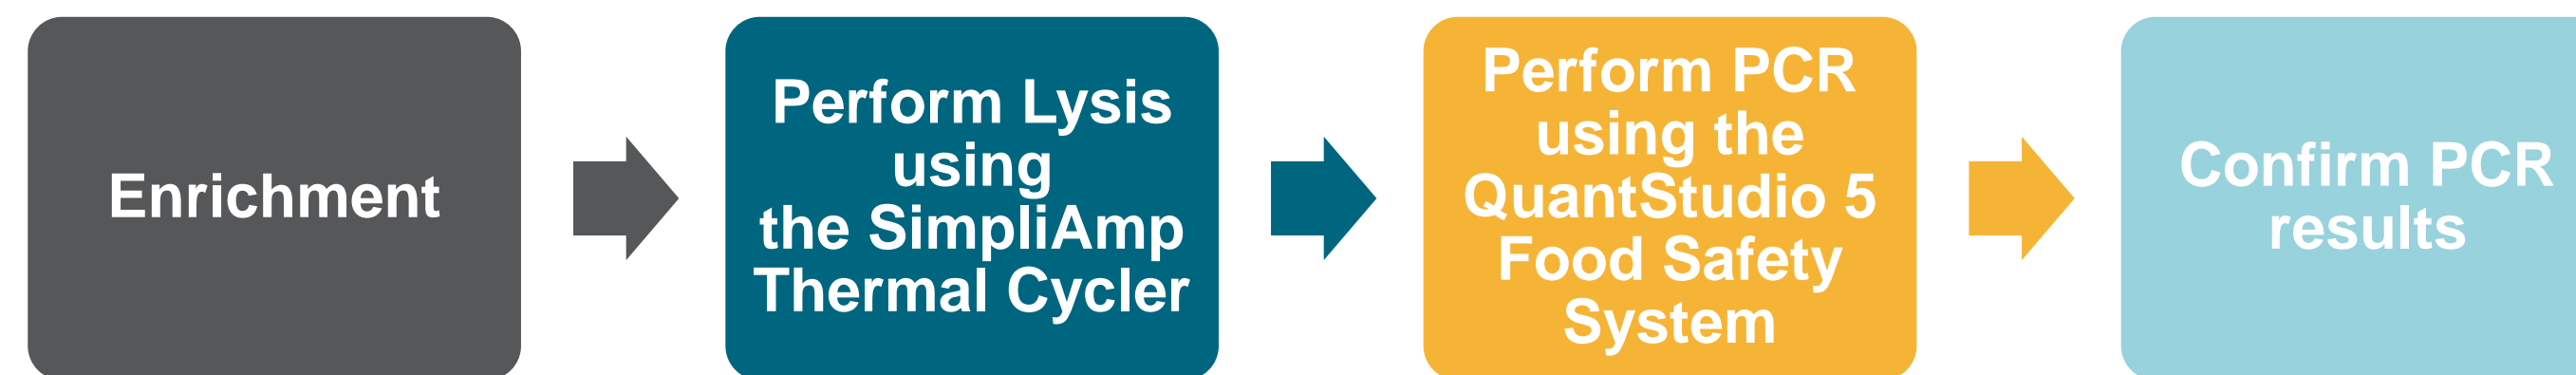 Enrichment
Perform Lysis
using
the SimpliAmp
Thermal Cycler
Perform PCR
using the
QuantStudio 5
Food Safety
System
Confirm PCR
results